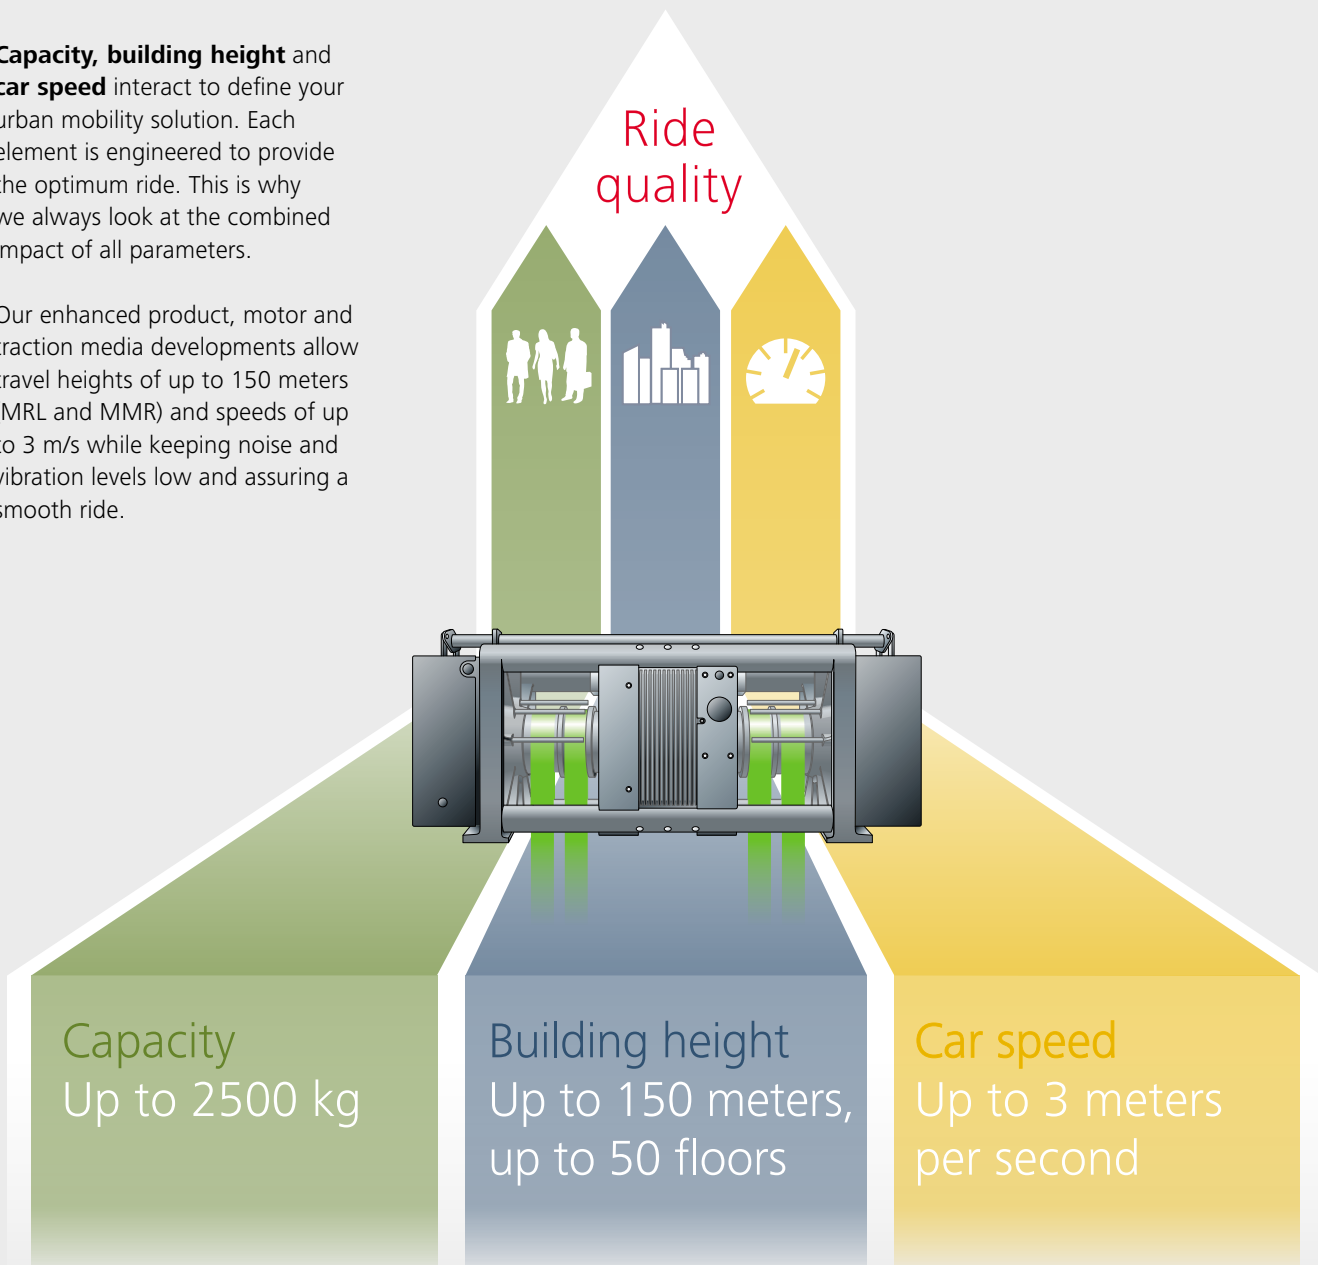 Capacity, building height and
car speed interact to define your
urban mobility solution. Each
element is engineered to provide
the optimum ride. This is why
we always look at the combined
impact of all parameters.
Our enhanced product, motor and
traction media developments allow
travel heights of up to 150 meters
(MRL and MMR) and speeds of up
to 3 m/s while keeping noise and
vibration levels low and assuring a
smooth ride.
Ride
quality
Capacity
Up to 2500 kg
Building height
Up to 150 meters,
up to 50 floors
Car speed
Up to 3 meters
per second